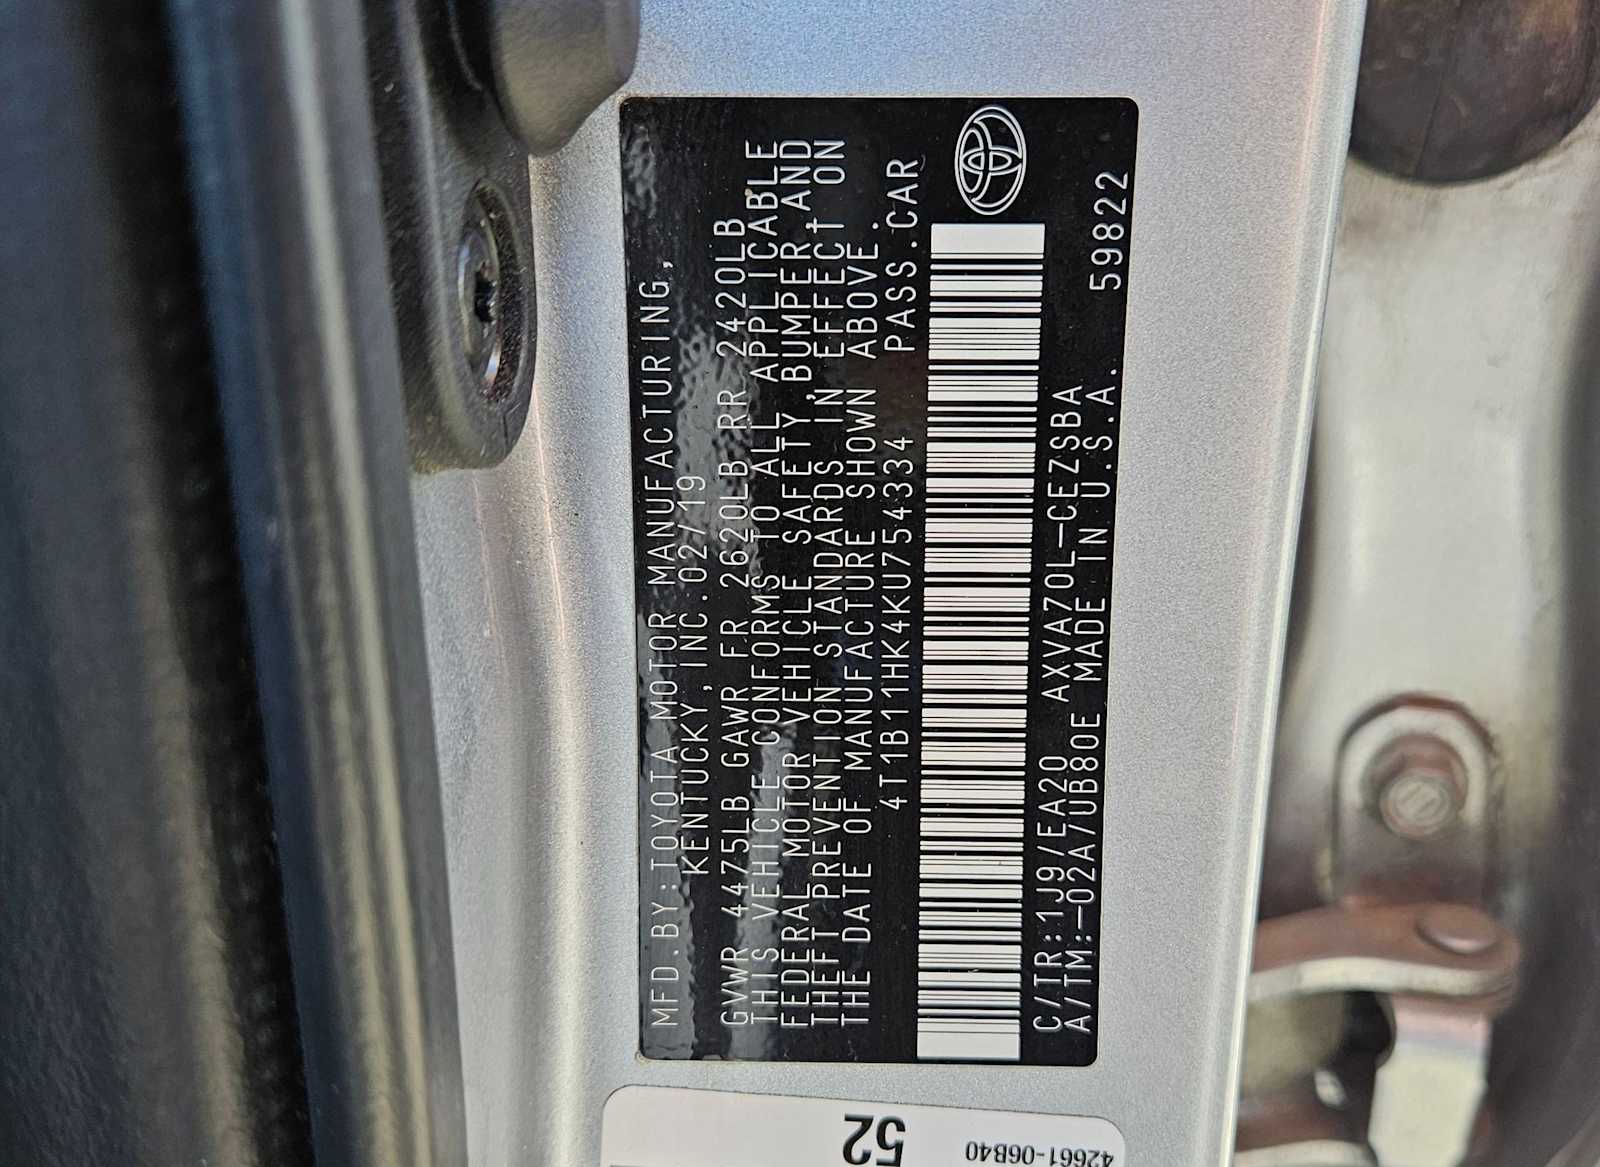 MFD.BY:TOYOTA MOTOR MANUFACTURING,
KENTUCKY,INC.02/19
GVWR 4475LB GAWR FR 2620LB RR 2420LB
THIS VEHICLE CONFORMS TO ALL APPLICABLE
FEDERAL MOTOR VEHICLE SAFETY,BUMPER,AND
THEFT PREVENTION STANDARDS IN EFFECT ON
THE DATE OF MANUFACTURE SHOWN ABOVE.
4T1B11HK4KU754334 PASS.CAR
C/TR:1J9/EA20 AXVA70L-CEZSBA
A/TM:-02A/UB80E MADE IN U.S.A. 59822
52
42661-06B40